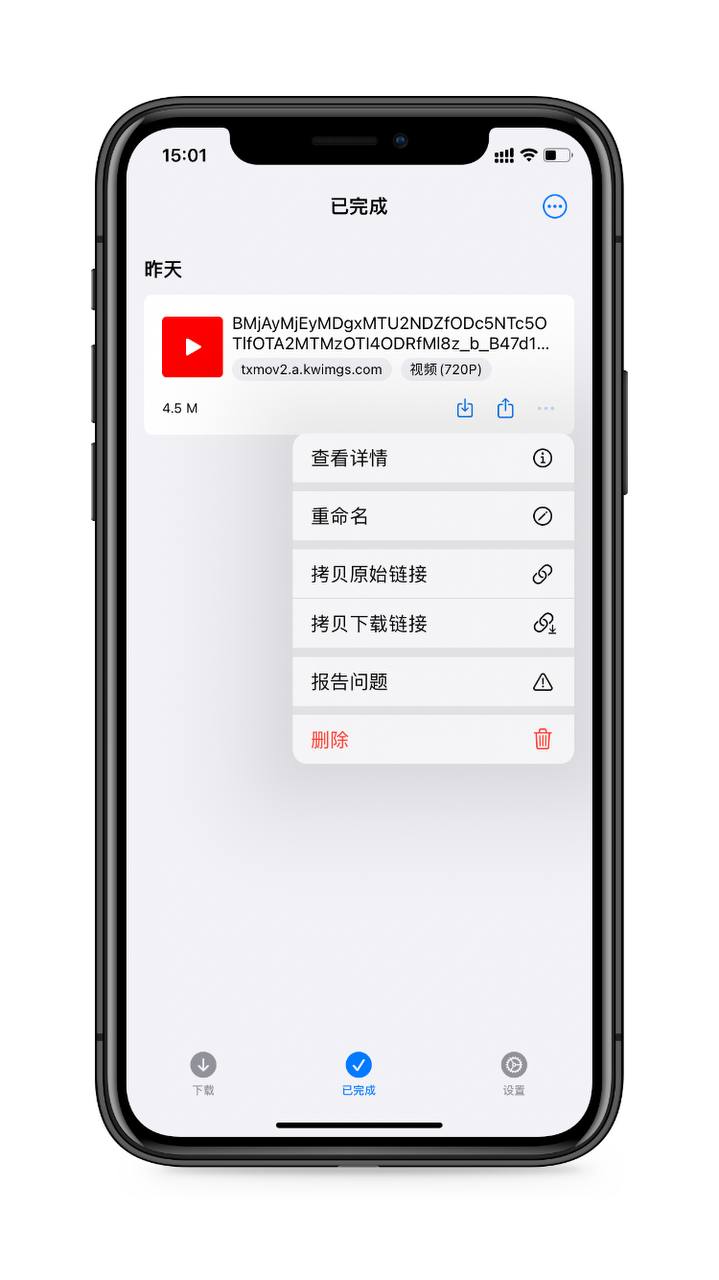 15:01
已完成
昨天
BMjAyMjEyMDgxMTU2NDZfODc5NTc5O
TlfOTA2MTMzOTI4ODRfMl8z_b_B47d1...
txmov2.a.kwimgs.com 视频 (720P)
4.5 M
查看详情
重命名
拷贝原始链接
拷贝下载链接
报告问题
删除
下载 已完成 设置